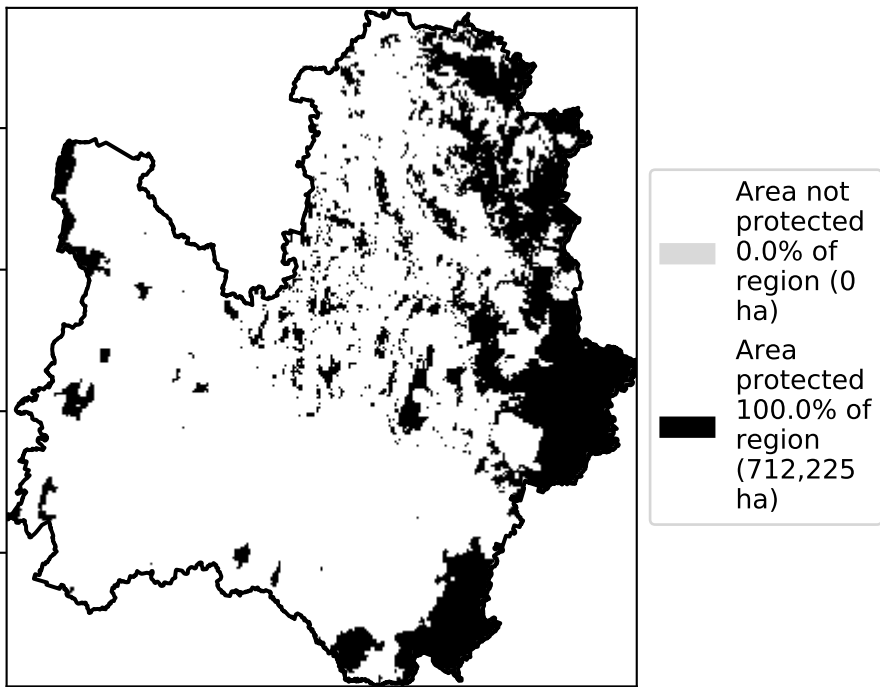 Area not
protected
0.0% of
region (0
ha)
Area
protected
100.0% of
region
(712,225
ha)